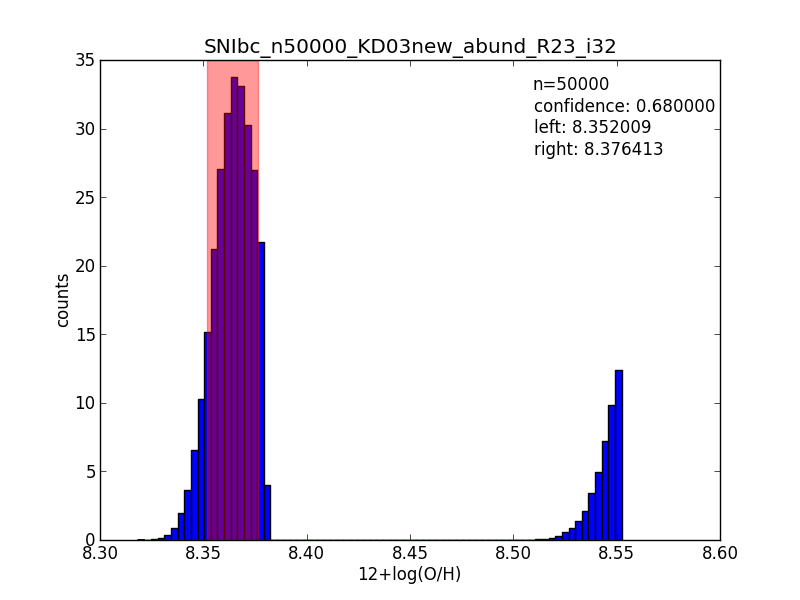 SNIbc_n50000_KD03new_abund_R23_i32
n=50000
confidence: 0.680000
left: 8.352009
right: 8.376413
35
30
25
20
15
10
5
0
counts
8.30 8.35 8.40 8.45 8.50 8.55 8.60
12+log(O/H)